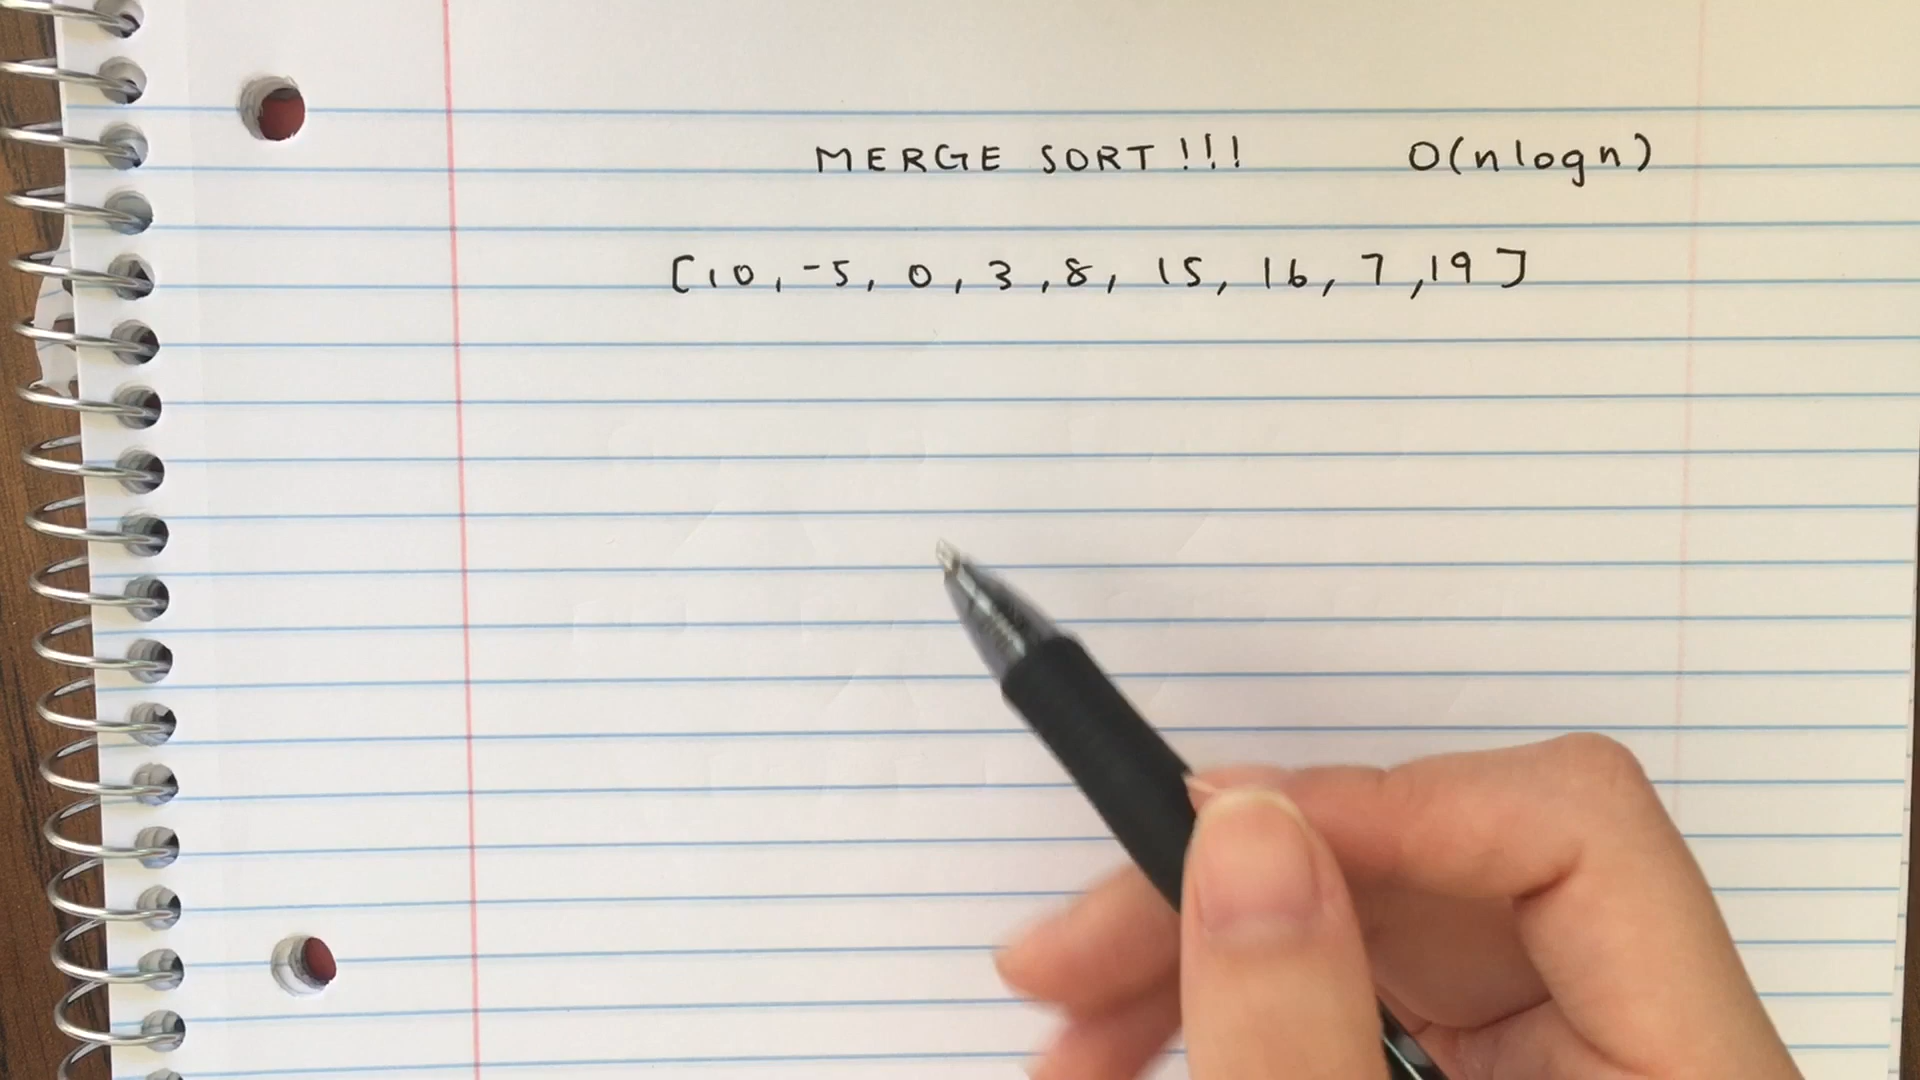 MERGE SORT!!! O(nlogn)
[10, -5, 0, 3, 8, 15, 16, 7, 19]